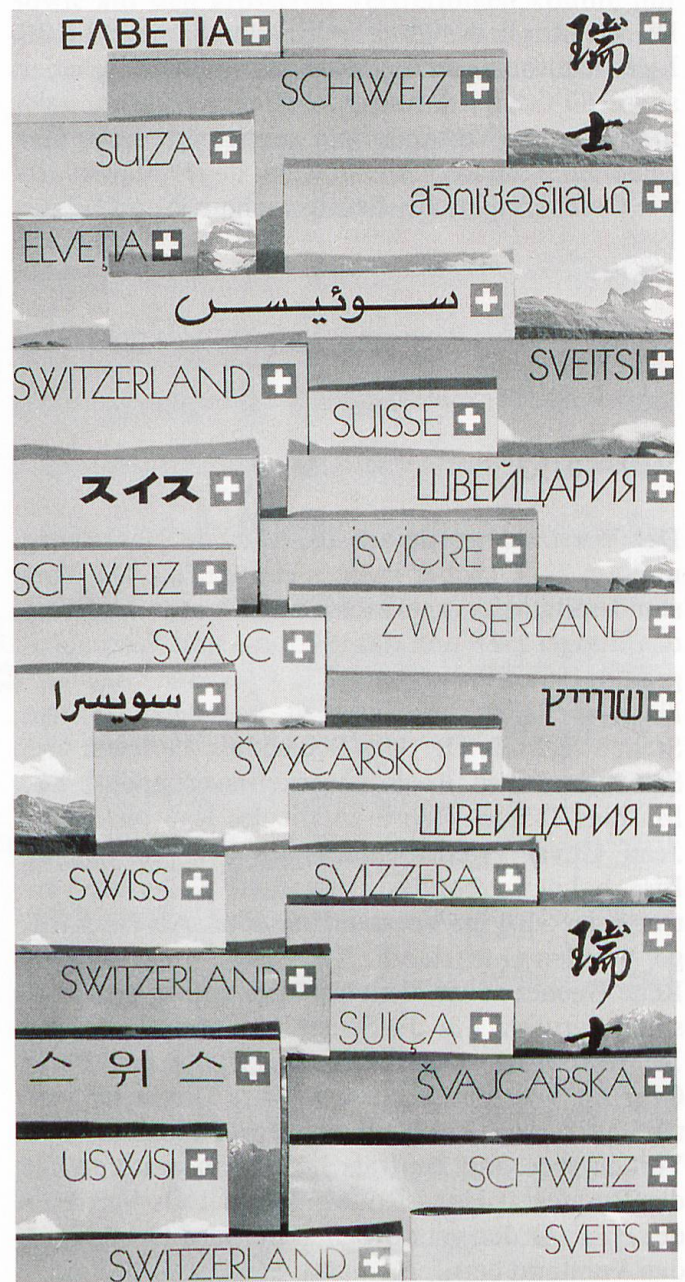 ΕΛΒΕΤΙΑ
瑞士
SCHWEIZ
SUIZA
สวิตเซอร์แลนด์
ELVEȚIA
سوئيس
SVEITSI
SWITZERLAND
SUISSE
スイス
ШВЕЙЦАРИЯ
İSVİÇRE
SCHWEIZ
ZWITSERLAND
SVÁJC
سويسرا
שווייץ
ŠVÝCARSKO
ШВЕЙЦАРИЯ
SWISS
SVIZZERA
瑞士
SWITZERLAND
SUIÇA
스위스
ŠVAJCARSKA
USWISI
SCHWEIZ
SVEITS
SWITZERLAND